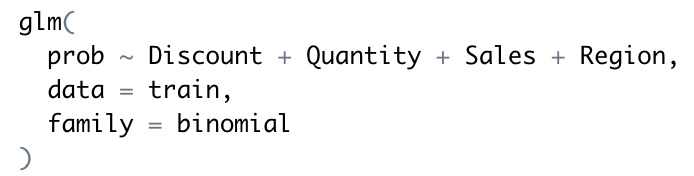 glm(
  prob ~ Discount + Quantity + Sales + Region,
  data = train,
  family = binomial
)